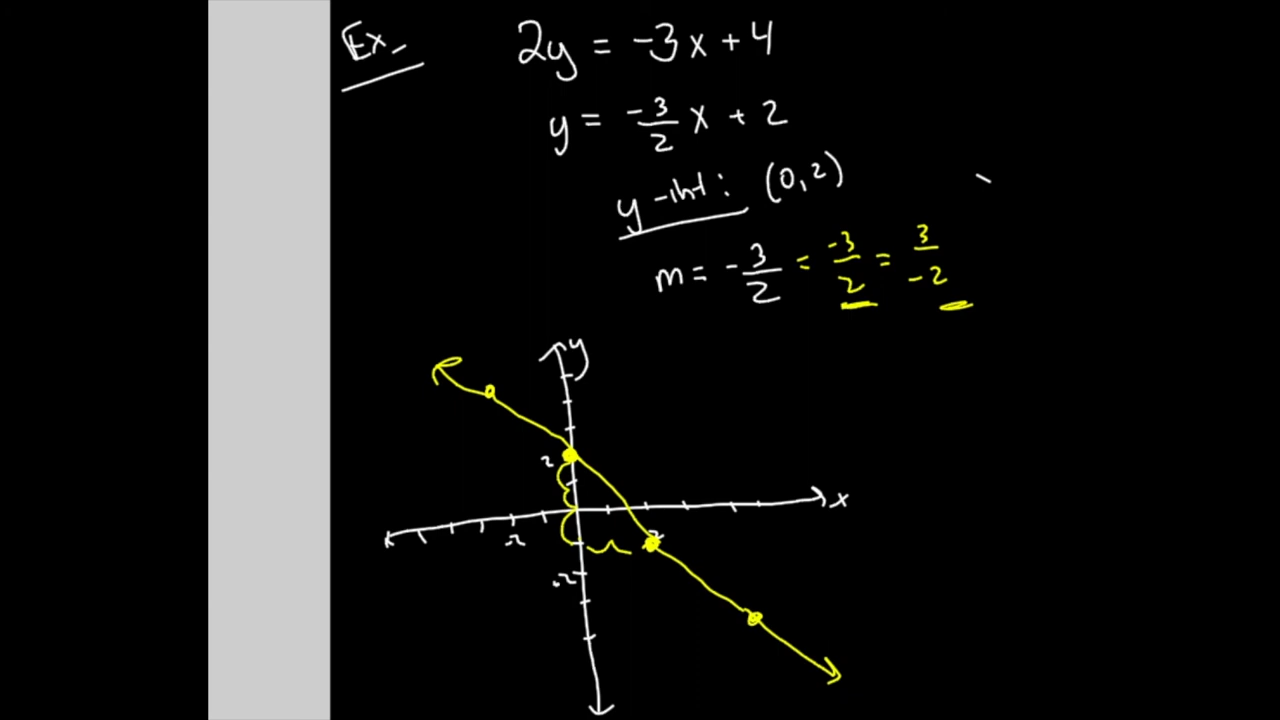 Ex.
2y = -3x + 4
y = -3/2 x + 2
y-int: (0,2)
m = -3/2 = -3/2 = 3/-2
y
2
x
-2
2
-2